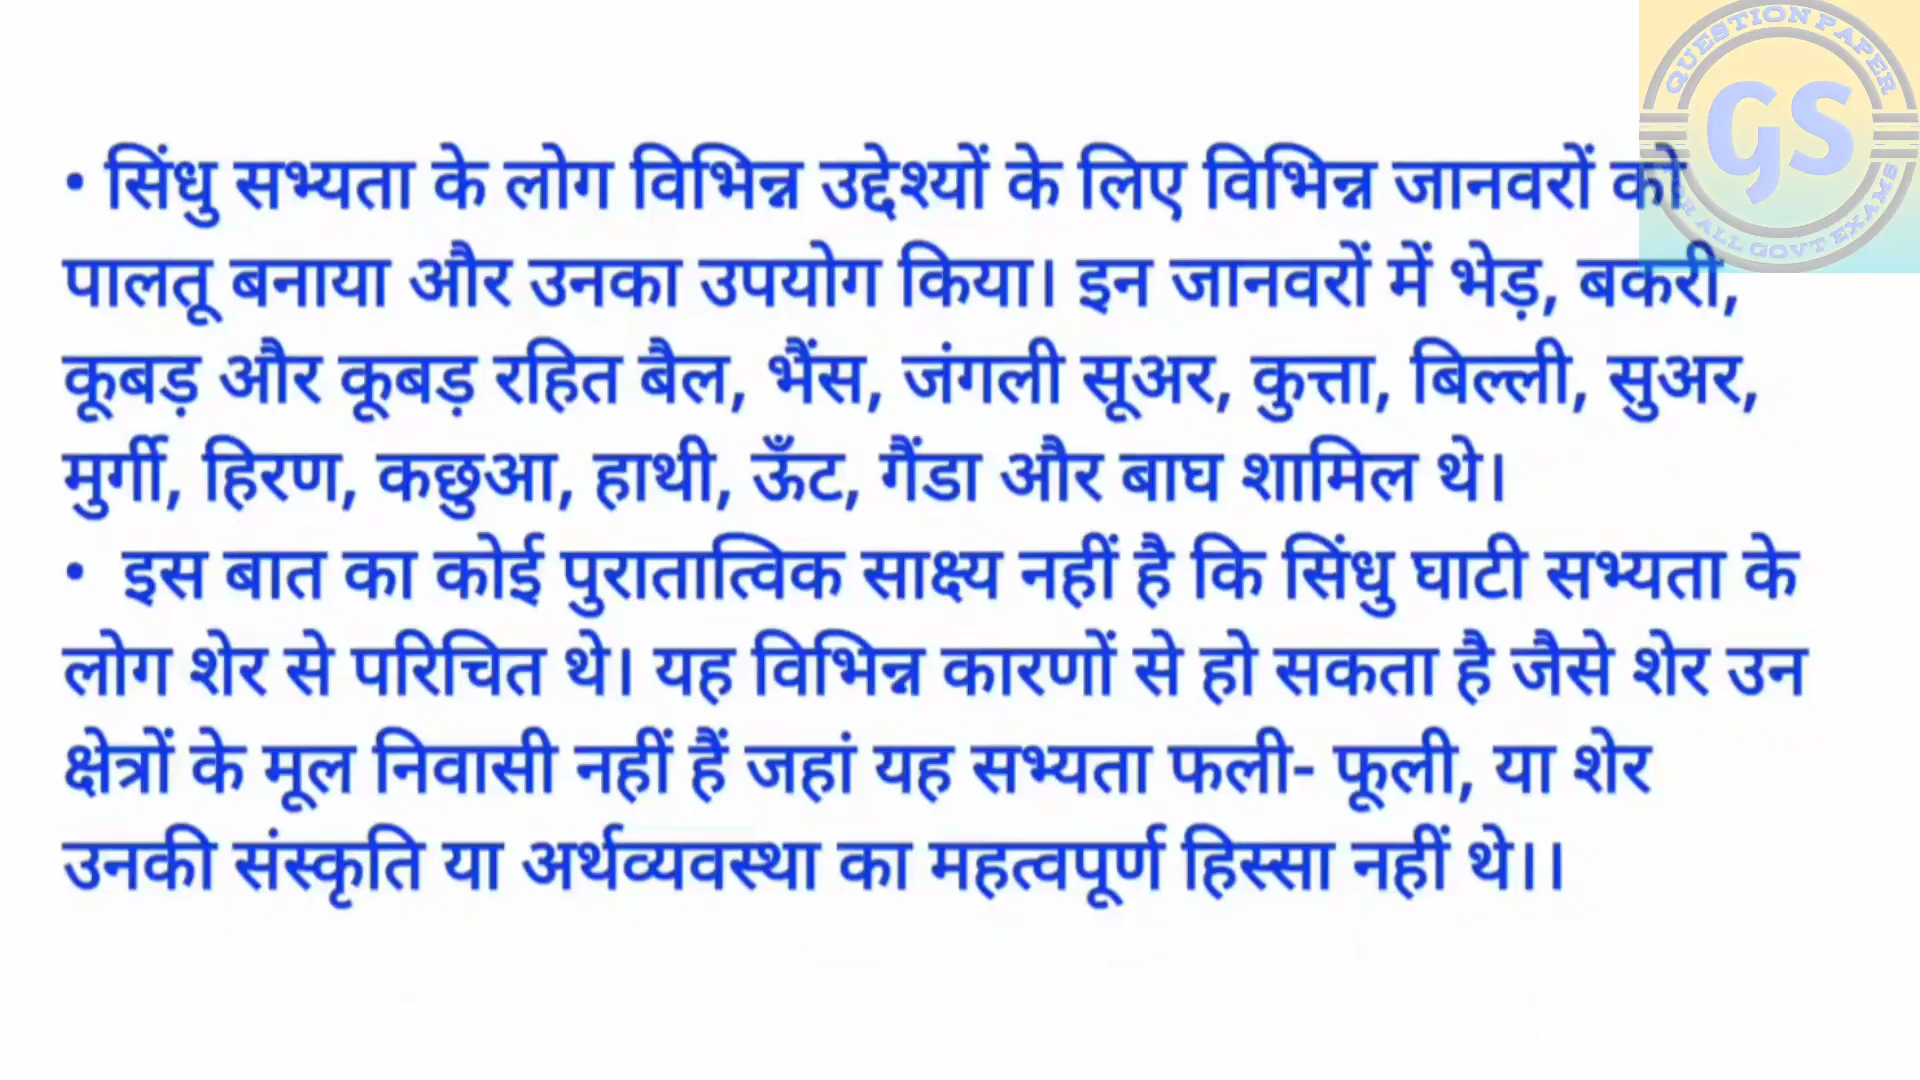 QUESTION PAPER
GS
FOR ALL GOVT EXAMS
• सिंधु सभ्यता के लोग विभिन्न उद्देश्यों के लिए विभिन्न जानवरों को
पालतू बनाया और उनका उपयोग किया। इन जानवरों में भेड़, बकरी,
कूबड़ और कूबड़ रहित बैल, भैंस, जंगली सूअर, कुत्ता, बिल्ली, सुअर,
मुर्गी, हिरण, कछुआ, हाथी, ऊँट, गैंडा और बाघ शामिल थे।
• इस बात का कोई पुरातात्विक साक्ष्य नहीं है कि सिंधु घाटी सभ्यता के
लोग शेर से परिचित थे। यह विभिन्न कारणों से हो सकता है जैसे शेर उन
क्षेत्रों के मूल निवासी नहीं हैं जहां यह सभ्यता फली- फूली, या शेर
उनकी संस्कृति या अर्थव्यवस्था का महत्वपूर्ण हिस्सा नहीं थे।।